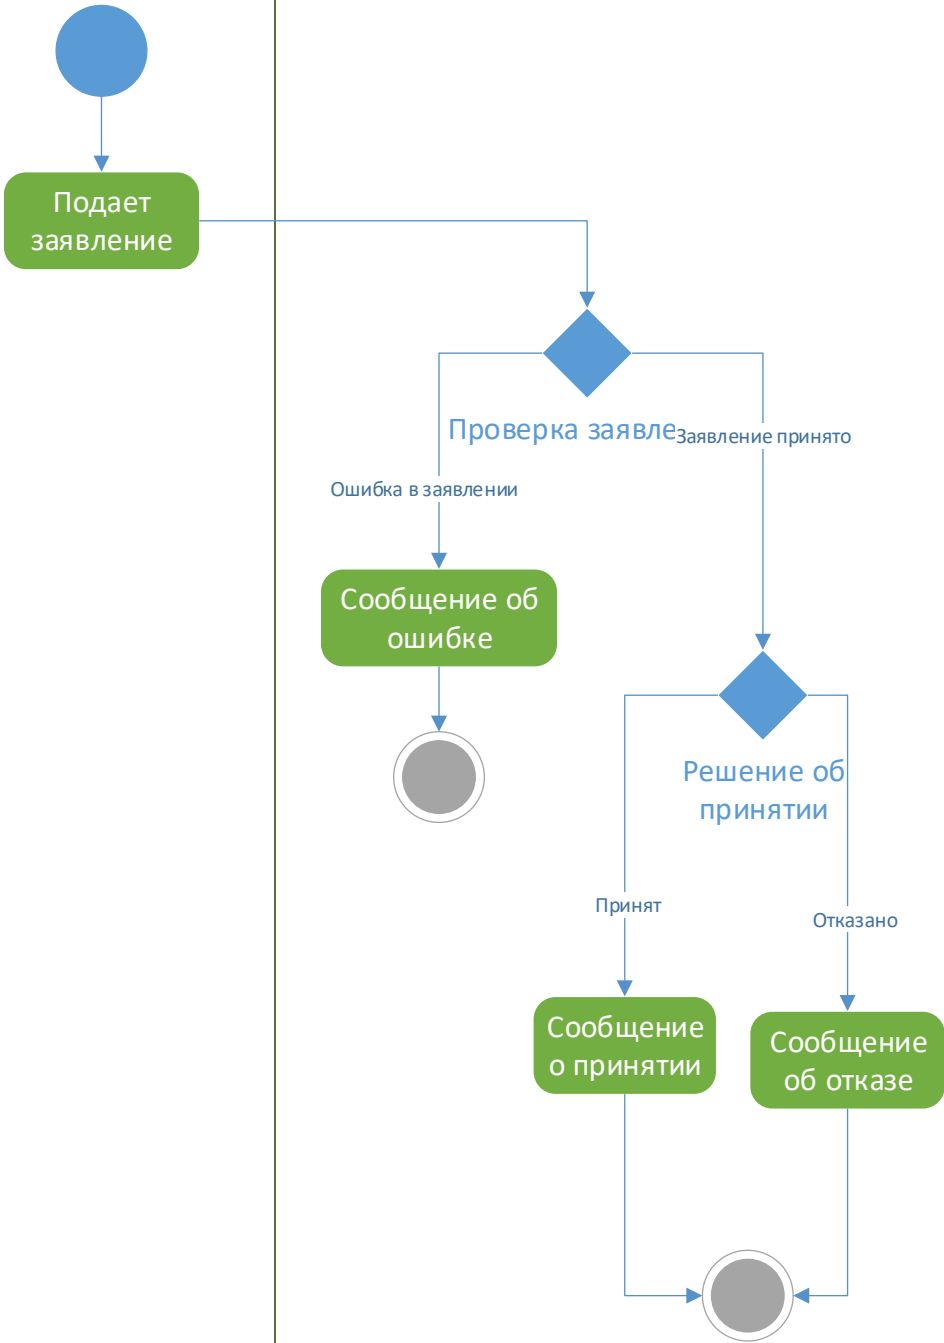 Подает
заявление
Проверка заявле
Заявление принято
Ошибка в заявлении
Сообщение об
ошибке
Решение об
принятии
Принят
Отказано
Сообщение
о принятии
Сообщение
об отказе